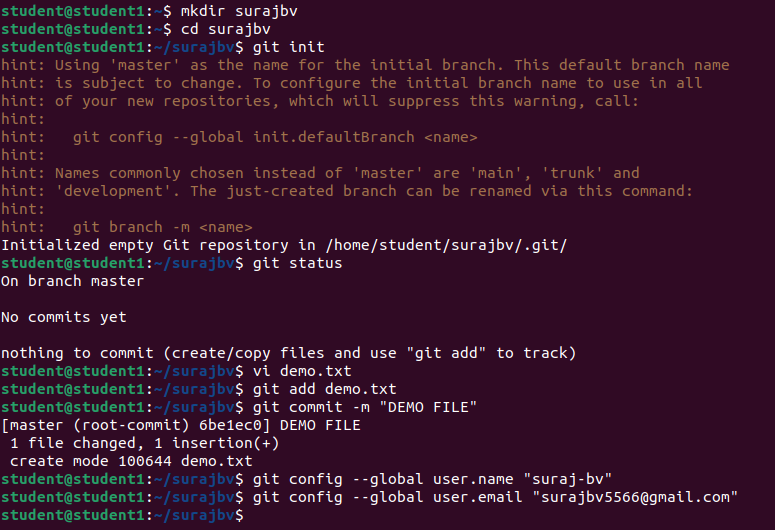 student@student1:~$ mkdir surajbv
student@student1:~$ cd surajbv
student@student1:~/surajbv$ git init
hint: Using 'master' as the name for the initial branch. This default branch name
hint: is subject to change. To configure the initial branch name to use in all
hint: of your new repositories, which will suppress this warning, call:
hint:
hint:   git config --global init.defaultBranch <name>
hint:
hint: Names commonly chosen instead of 'master' are 'main', 'trunk' and
hint: 'development'. The just-created branch can be renamed via this command:
hint:
hint:   git branch -m <name>
Initialized empty Git repository in /home/student/surajbv/.git/
student@student1:~/surajbv$ git status
On branch master

No commits yet

nothing to commit (create/copy files and use "git add" to track)
student@student1:~/surajbv$ vi demo.txt
student@student1:~/surajbv$ git add demo.txt
student@student1:~/surajbv$ git commit -m "DEMO FILE"
[master (root-commit) 6be1ec0] DEMO FILE
 1 file changed, 1 insertion(+)
 create mode 100644 demo.txt
student@student1:~/surajbv$ git config --global user.name "suraj-bv"
student@student1:~/surajbv$ git config --global user.email "surajbv5566@gmail.com"
student@student1:~/surajbv$